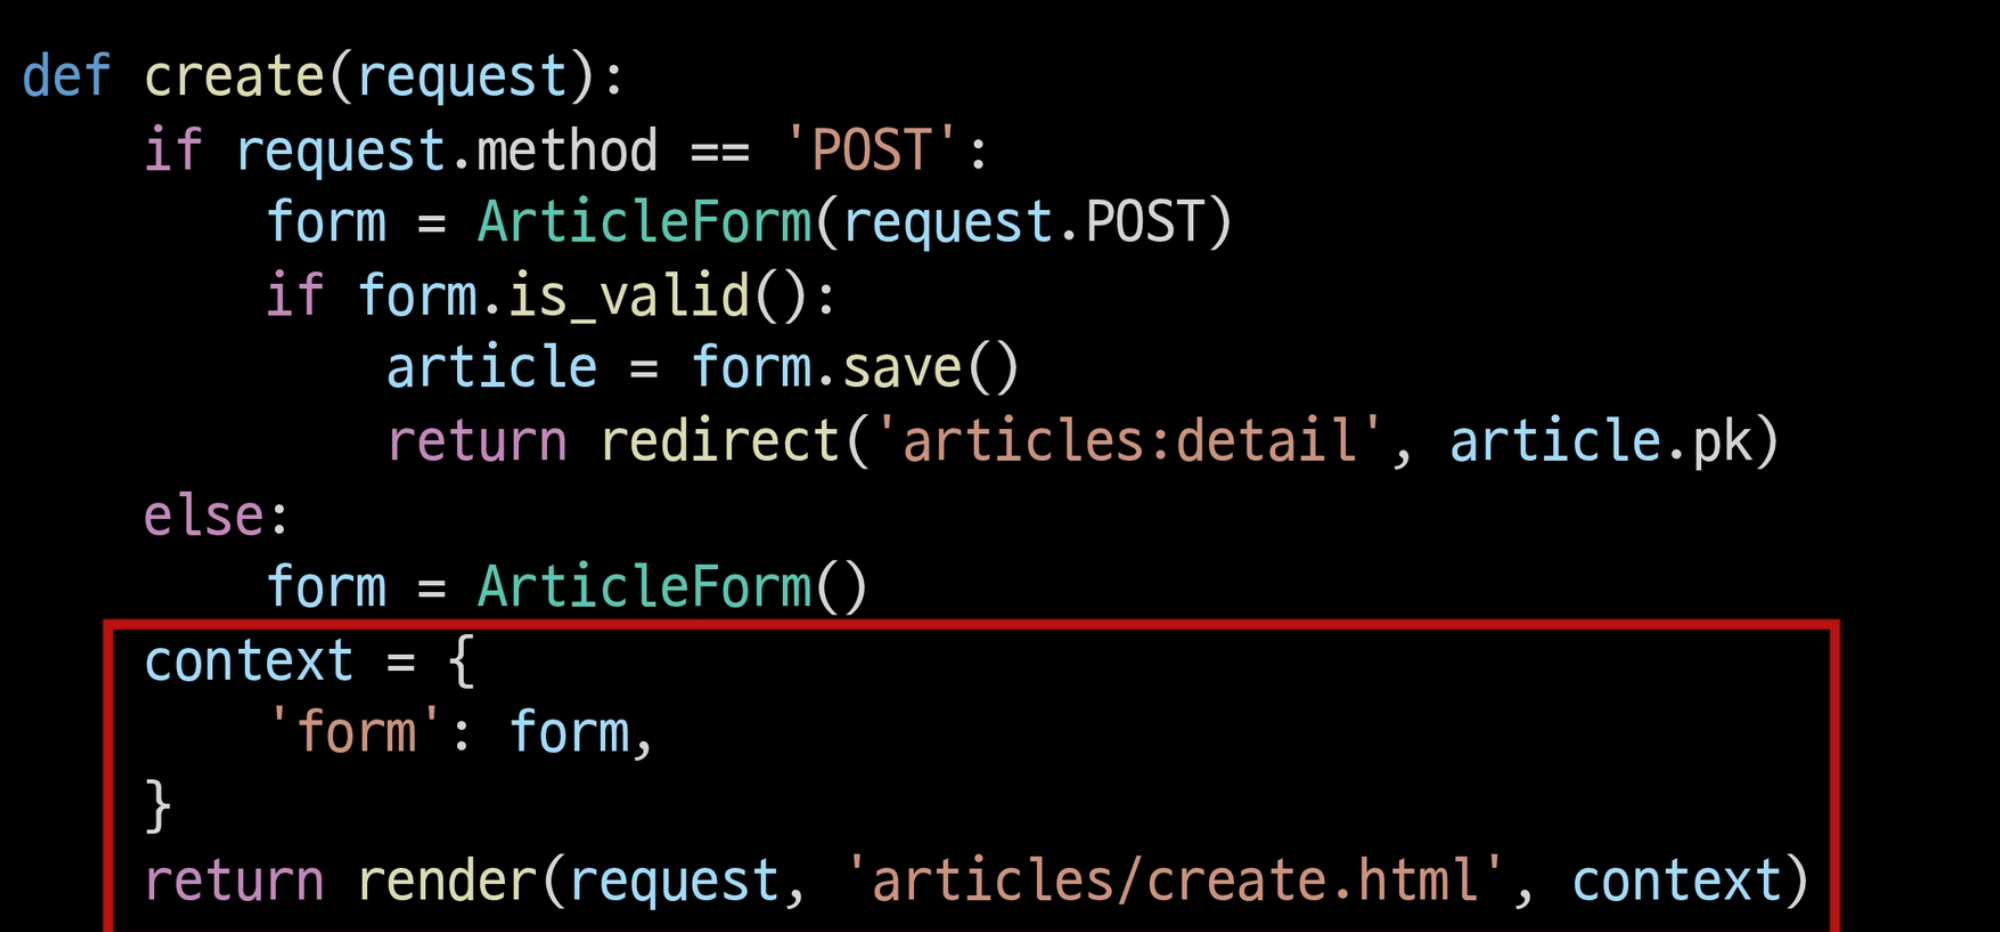 def create(request):
    if request.method == 'POST':
        form = ArticleForm(request.POST)
        if form.is_valid():
            article = form.save()
            return redirect('articles:detail', article.pk)
    else:
        form = ArticleForm()
    context = {
        'form': form,
    }
    return render(request, 'articles/create.html', context)